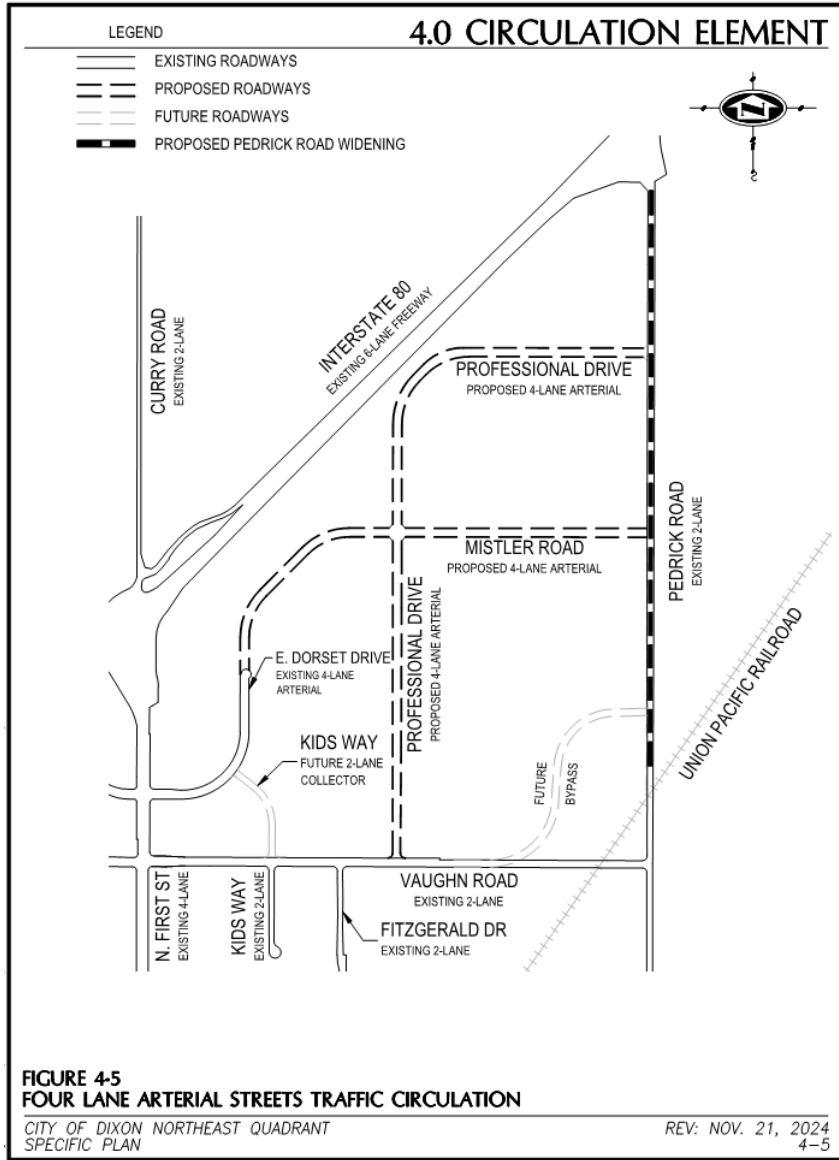 4.0 CIRCULATION ELEMENT
LEGEND
EXISTING ROADWAYS
PROPOSED ROADWAYS
FUTURE ROADWAYS
PROPOSED PEDRICK ROAD WIDENING
N
S
CURRY ROAD
EXISTING 2-LANE
INTERSTATE 80
EXISTING 6-LANE FREEWAY
PROFESSIONAL DRIVE
PROPOSED 4-LANE ARTERIAL
PEDRICK ROAD
EXISTING 2-LANE
MISTLER ROAD
PROPOSED 4-LANE ARTERIAL
PROFESSIONAL DRIVE
PROPOSED 4-LANE ARTERIAL
E. DORSET DRIVE
EXISTING 4-LANE
ARTERIAL
UNION PACIFIC RAILROAD
KIDS WAY
FUTURE 2-LANE
COLLECTOR
FUTURE
BYPASS
VAUGHN ROAD
EXISTING 2-LANE
N. FIRST ST
EXISTING 4-LANE
KIDS WAY
EXISTING 2-LANE
FITZGERALD DR
EXISTING 2-LANE
FIGURE 4-5
FOUR LANE ARTERIAL STREETS TRAFFIC CIRCULATION
CITY OF DIXON NORTHEAST QUADRANT
SPECIFIC PLAN
REV: NOV. 21, 2024
4-5